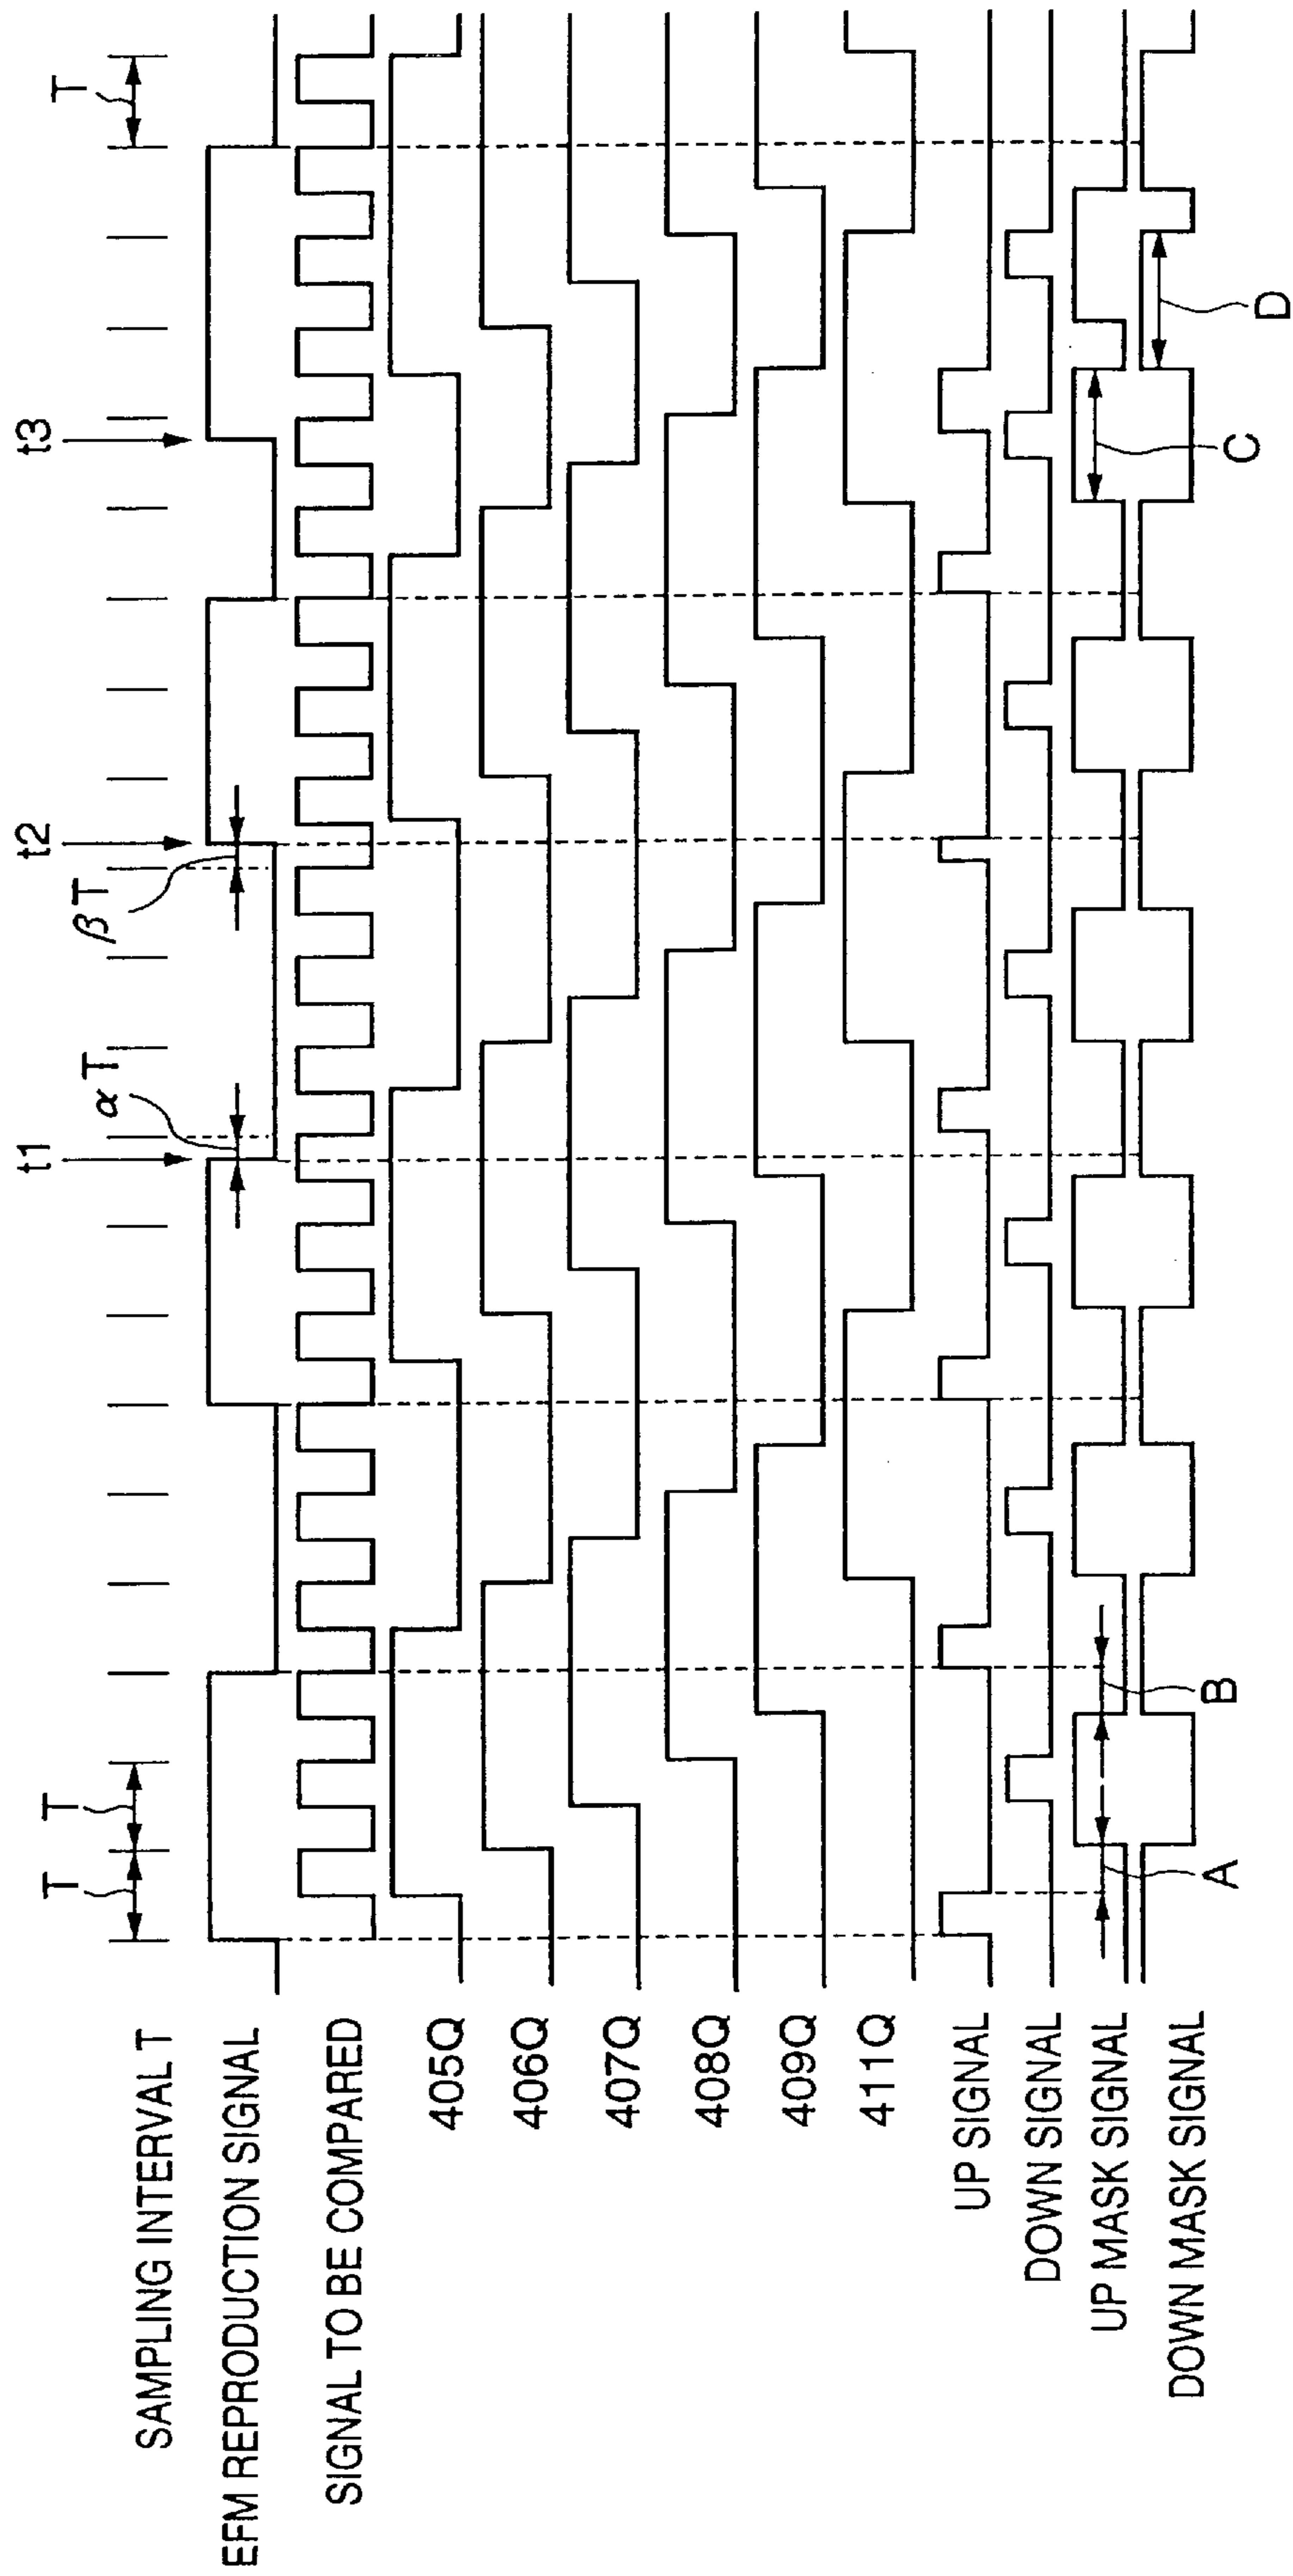 t1
t2
t3
T
T
T
αT
βT
SAMPLING INTERVAL T
EFM REPRODUCTION SIGNAL
SIGNAL TO BE COMPARED
405Q
406Q
407Q
408Q
409Q
411Q
UP SIGNAL
DOWN SIGNAL
UP MASK SIGNAL
DOWN MASK SIGNAL
A
B
C
D